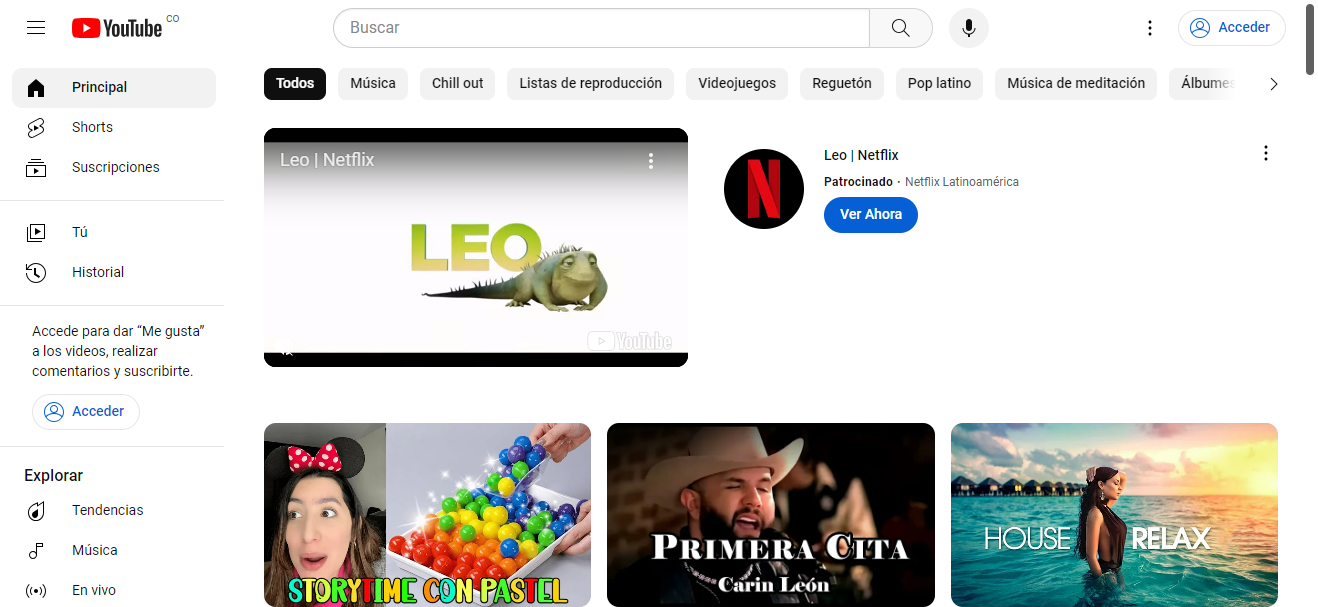 YouTube CO
Buscar
Acceder
Principal
Shorts
Suscripciones
Tú
Historial
Accede para dar “Me gusta”
a los videos, realizar
comentarios y suscribirte.
Acceder
Explorar
Tendencias
Música
En vivo
Todos
Música
Chill out
Listas de reproducción
Videojuegos
Reguetón
Pop latino
Música de meditación
Álbumes
Leo | Netflix
LEO
YouTube
N
Leo | Netflix
Patrocinado · Netflix Latinoamérica
Ver Ahora
STORYTIME CON PASTEL
PRIMERA CITA
Carin León
HOUSE RELAX